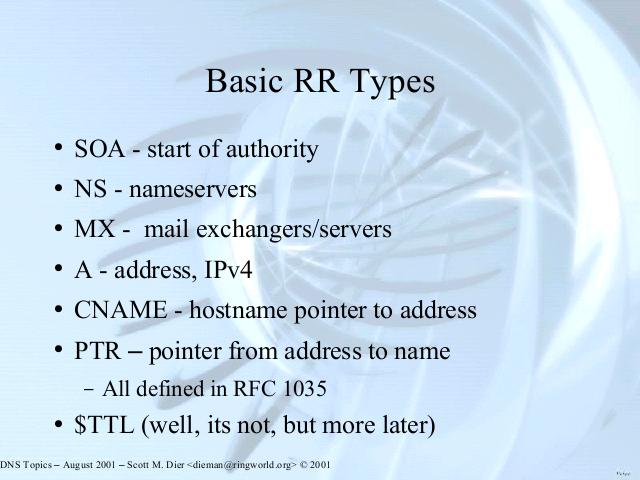 Basic RR Types
• SOA - start of authority
• NS - nameservers
• MX -  mail exchangers/servers
• A - address, IPv4
• CNAME - hostname pointer to address
• PTR – pointer from address to name
– All defined in RFC 1035
• $TTL (well, its not, but more later)
DNS Topics – August 2001 – Scott M. Dier <dieman@ringworld.org> © 2001